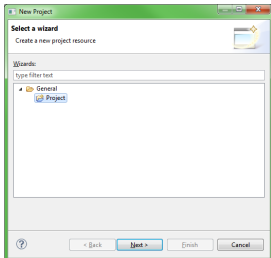 New Project
Select a wizard
Create a new project resource
Wizards:
type filter text
General
Project
?
< Back
Next >
Finish
Cancel